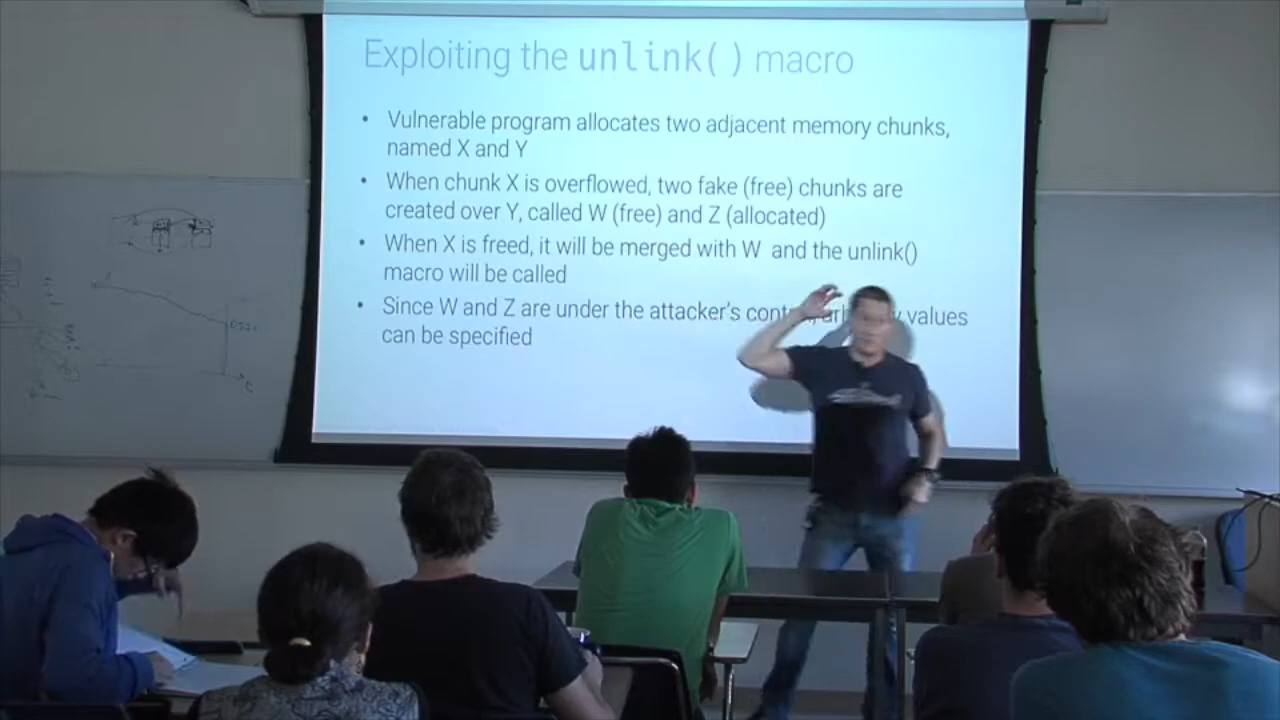 Exploiting the unlink() macro
• Vulnerable program allocates two adjacent memory chunks,
named X and Y
• When chunk X is overflowed, two fake (free) chunks are
created over Y, called W (free) and Z (allocated)
• When X is freed, it will be merged with W and the unlink()
macro will be called
• Since W and Z are under the attacker's values
can be specified